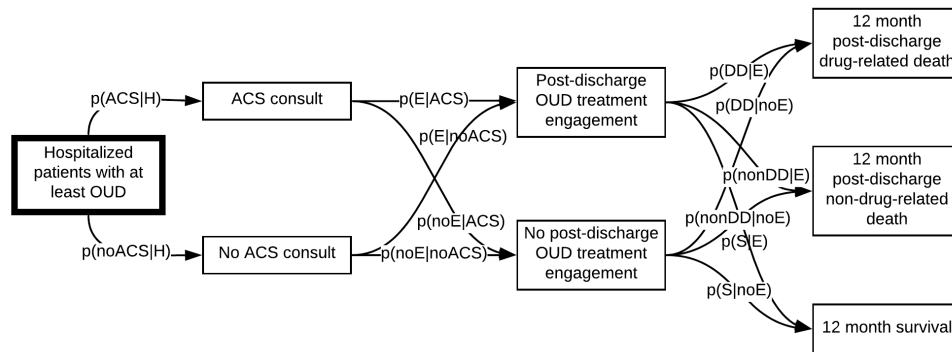 12 month
post-discharge
drug-related death
Post-discharge
OUD treatment
engagement
p(DD|E)
ACS consult
p(ACS|H)
p(E|ACS)
p(DD|noE)
p(E|noACS)
Hospitalized
patients with at
least OUD
12 month
post-discharge
non-drug-related
death
p(nonDD|E)
p(noE|ACS)
p(nonDD|noE)
No post-discharge
OUD treatment
engagement
p(S|E)
p(noACS|H)
No ACS consult
p(noE|noACS)
p(S|noE)
12 month survival